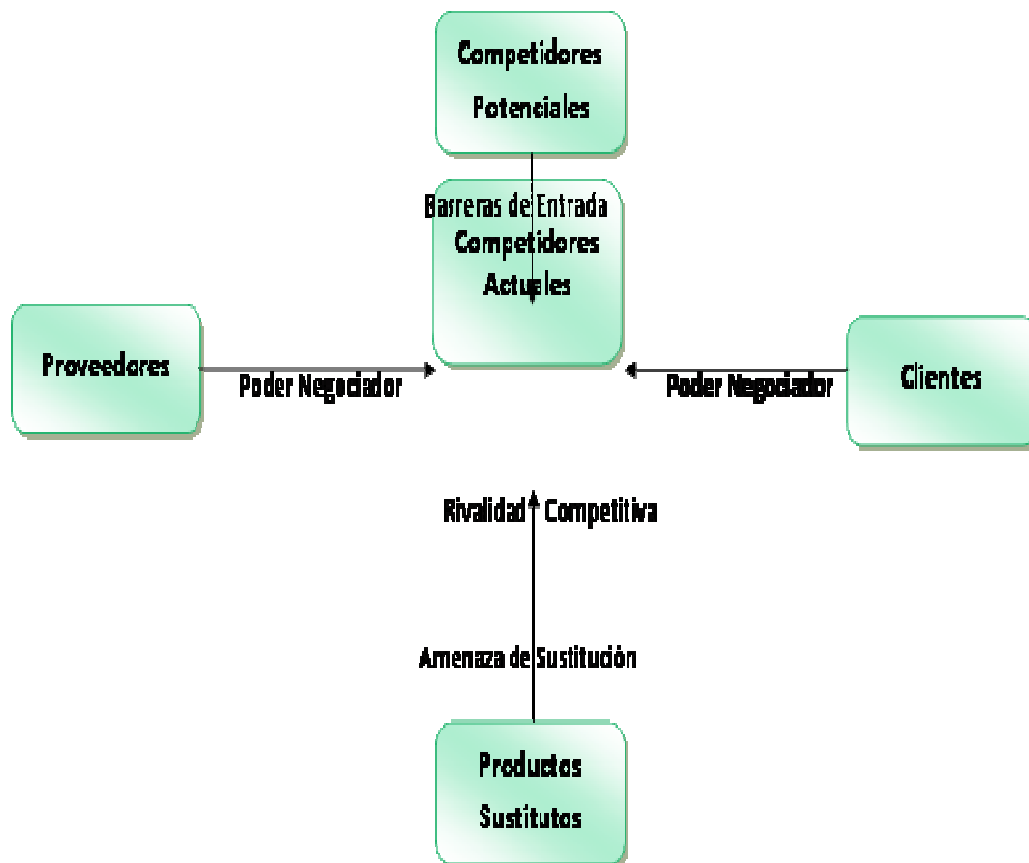 Competidores
Potenciales
Barreras de Entrada
Competidores
Actuales
Proveedores
Poder Negociador
Poder Negociador
Clientes
Rivalidad Competitiva
Amenaza de Sustitución
Productos
Sustitutos